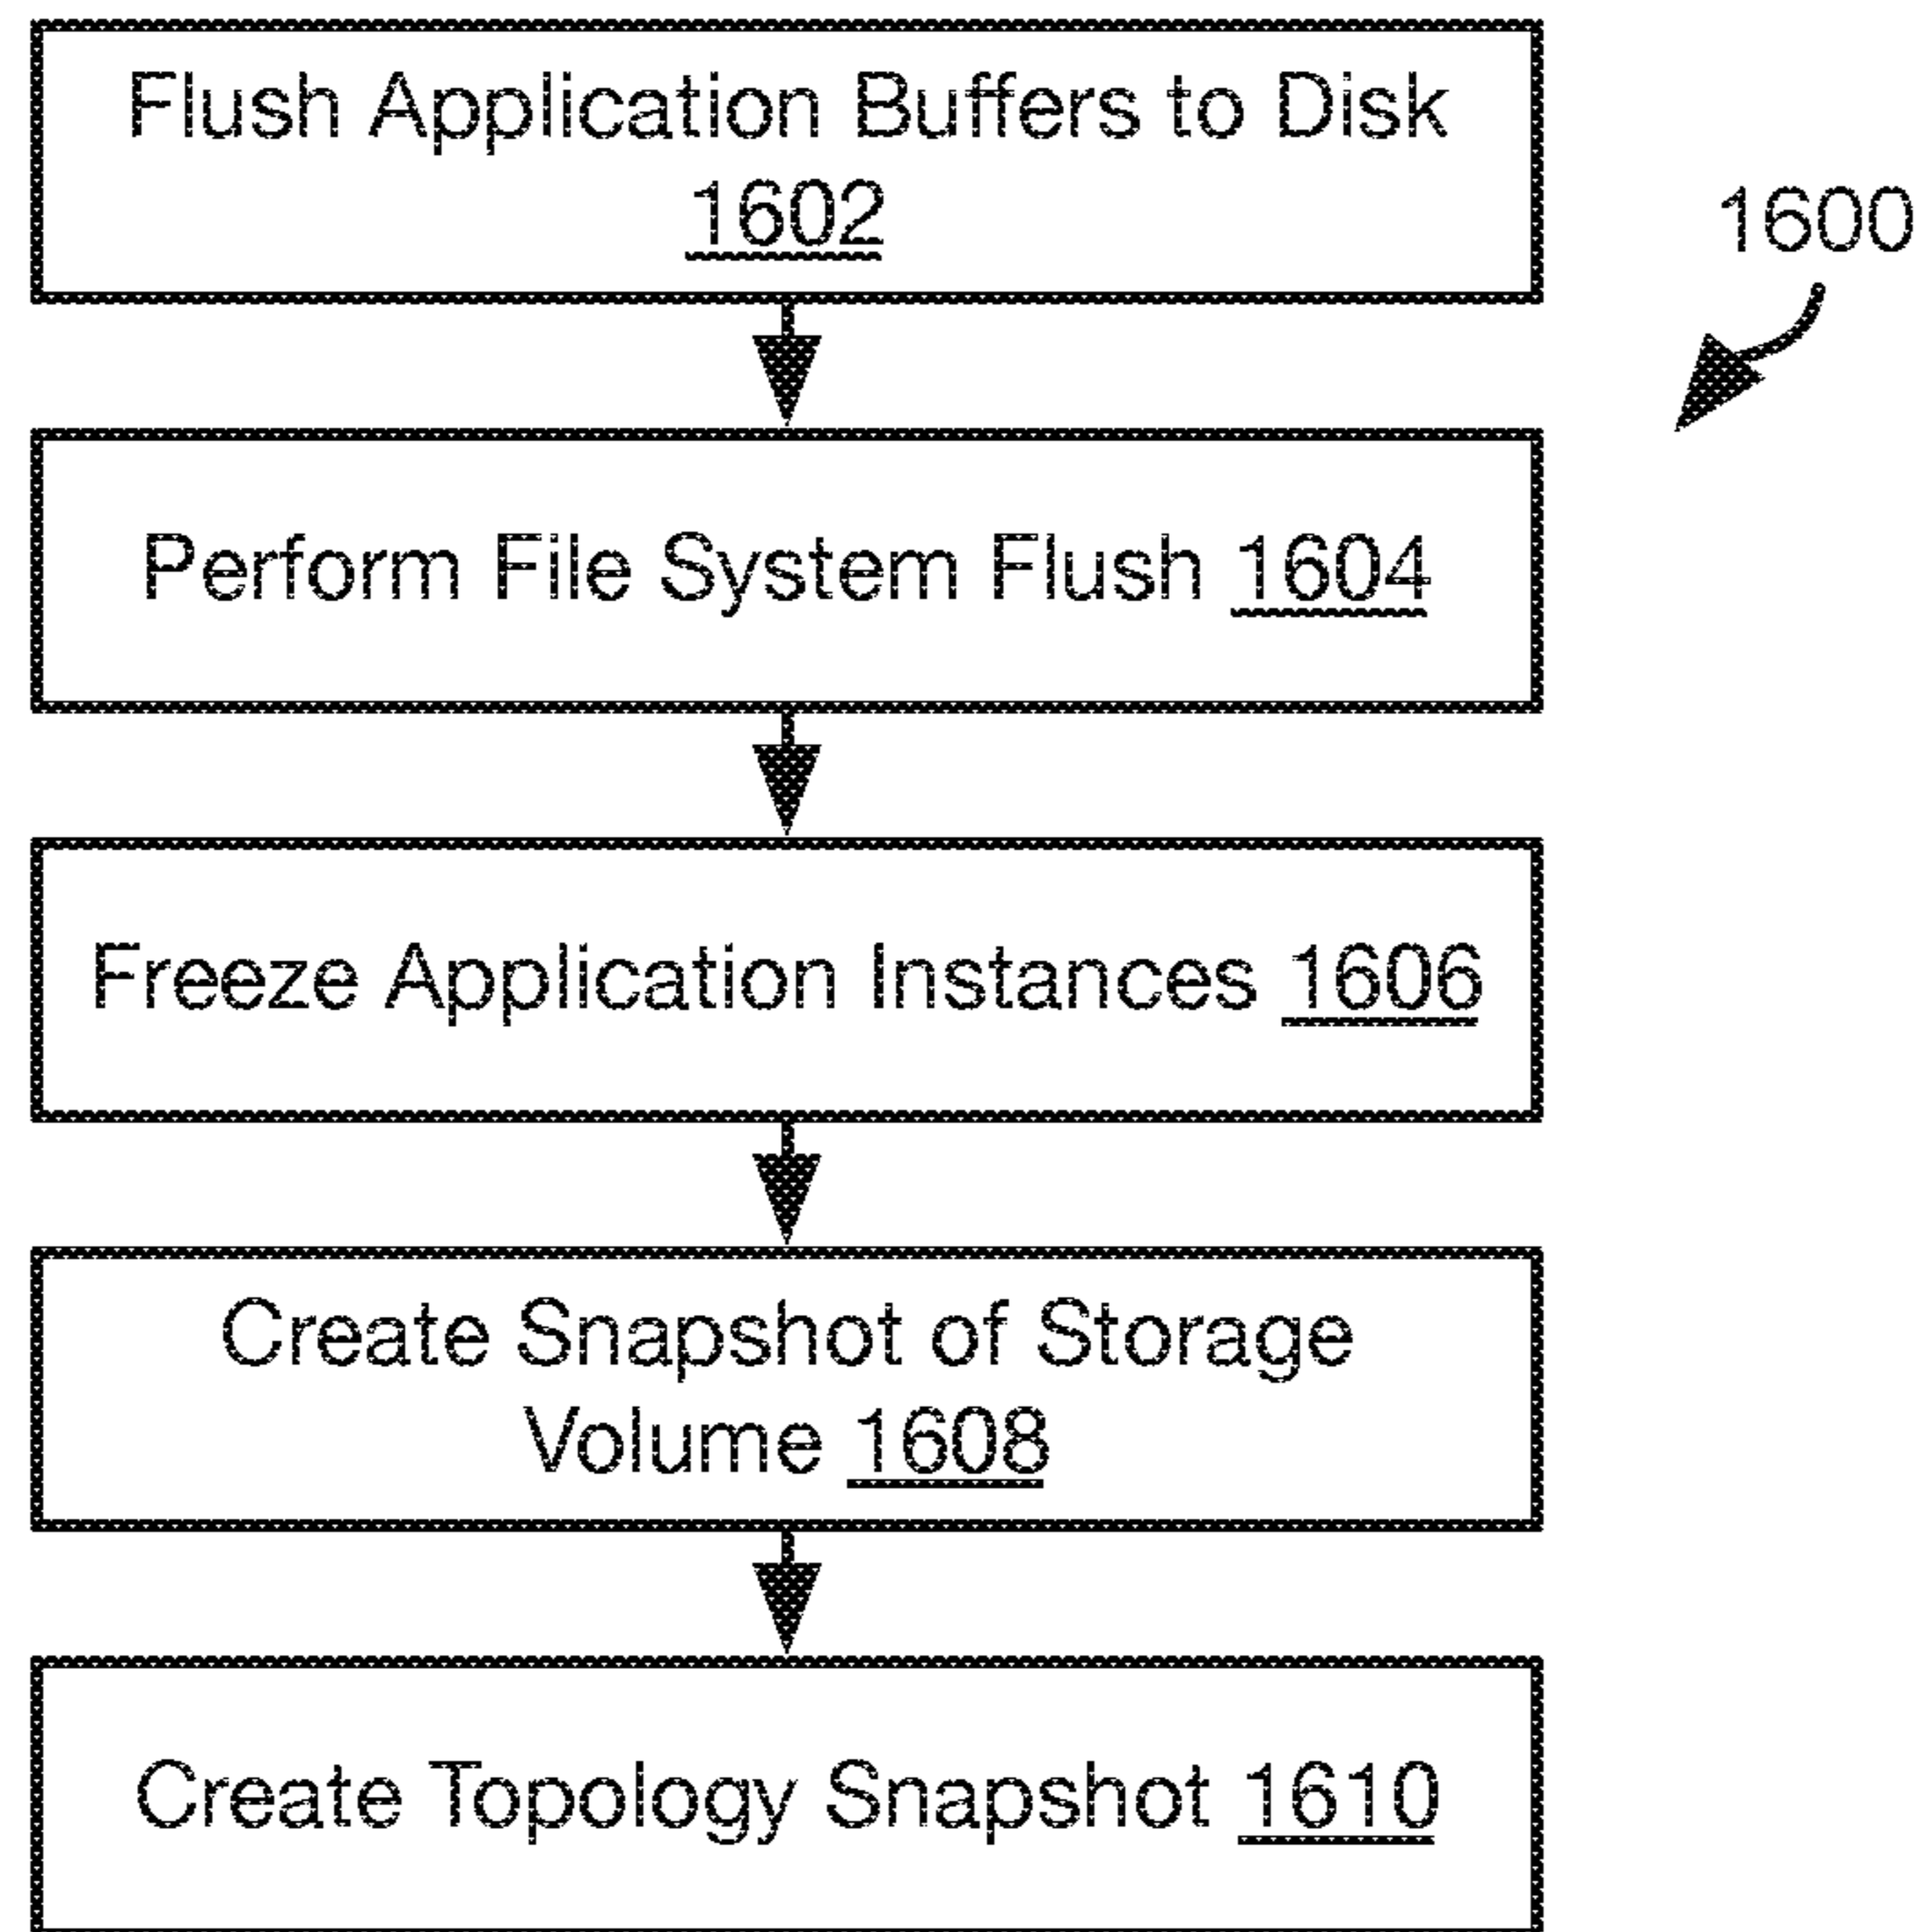 Flush Application Buffers to Disk
1602
1600
Perform File System Flush 1604
Freeze Application Instances 1606
Create Snapshot of Storage
Volume 1608
Create Topology Snapshot 1610